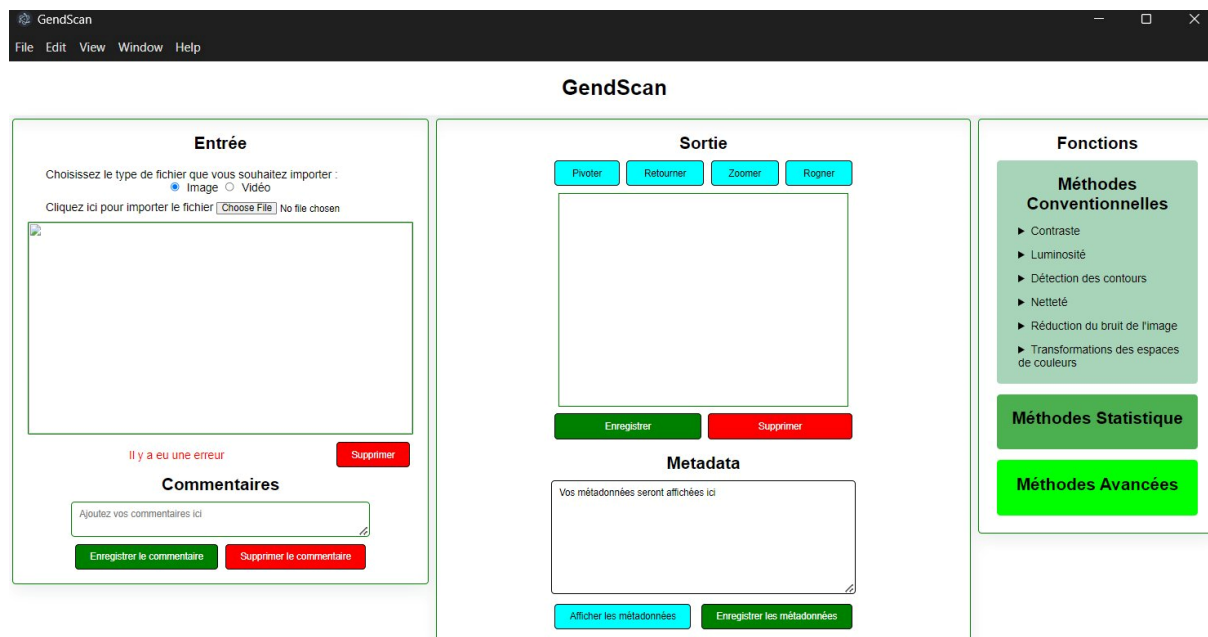 GendScan
File Edit View Window Help
GendScan
Entrée
Choisissez le type de fichier que vous souhaitez importer :
Image Vidéo
Cliquez ici pour importer le fichier Choose File No file chosen
Il y a eu une erreur
Supprimer
Commentaires
Ajoutez vos commentaires ici
Enregistrer le commentaire Supprimer le commentaire
Sortie
Pivoter Retourner Zoomer Rogner
Enregistrer Supprimer
Metadata
Vos métadonnées seront affichées ici
Afficher les métadonnées Enregistrer les métadonnées
Fonctions
Méthodes
Conventionnelles
Contraste
Luminosité
Détection des contours
Netteté
Réduction du bruit de l'image
Transformations des espaces
de couleurs
Méthodes Statistique
Méthodes Avancées